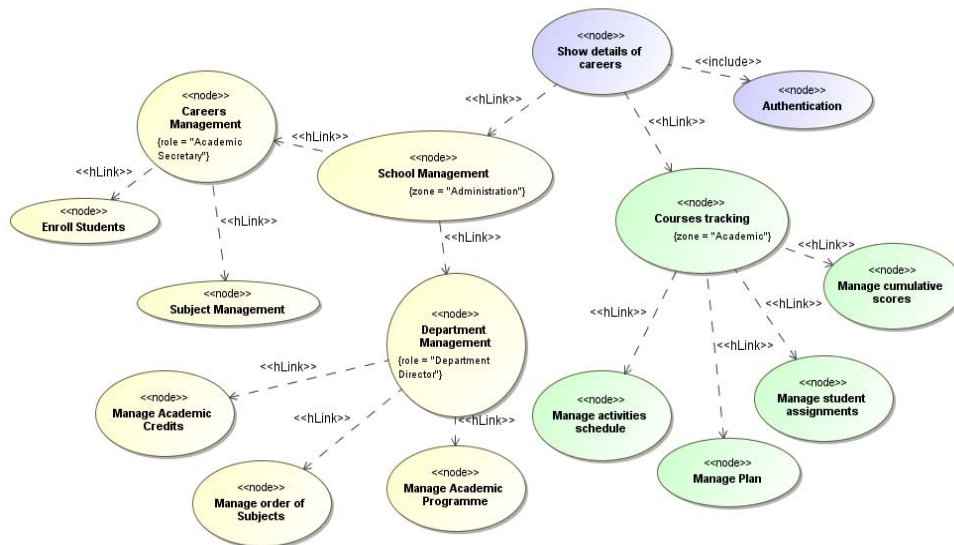 <<node>>
Show details of
careers
<<include>>
<<node>>
Authentication
<<hLink>>
<<hLink>>
<<node>>
Careers
Management
{role = "Academic
Secretary"}
<<hLink>>
<<node>>
School Management
{zone = "Administration"}
<<hLink>>
<<node>>
Enroll Students
<<hLink>>
<<node>>
Subject Management
<<hLink>>
<<node>>
Courses tracking
{zone = "Academic"}
<<hLink>>
<<node>>
Manage cumulative
scores
<<node>>
Department
Management
{role = "Department
Director"}
<<hLink>>
<<hLink>>
<<hLink>>
<<hLink>>
<<node>>
Manage Academic
Credits
<<hLink>>
<<hLink>>
<<node>>
Manage order of
Subjects
<<node>>
Manage Academic
Programme
<<node>>
Manage activities
schedule
<<node>>
Manage student
assignments
<<node>>
Manage Plan